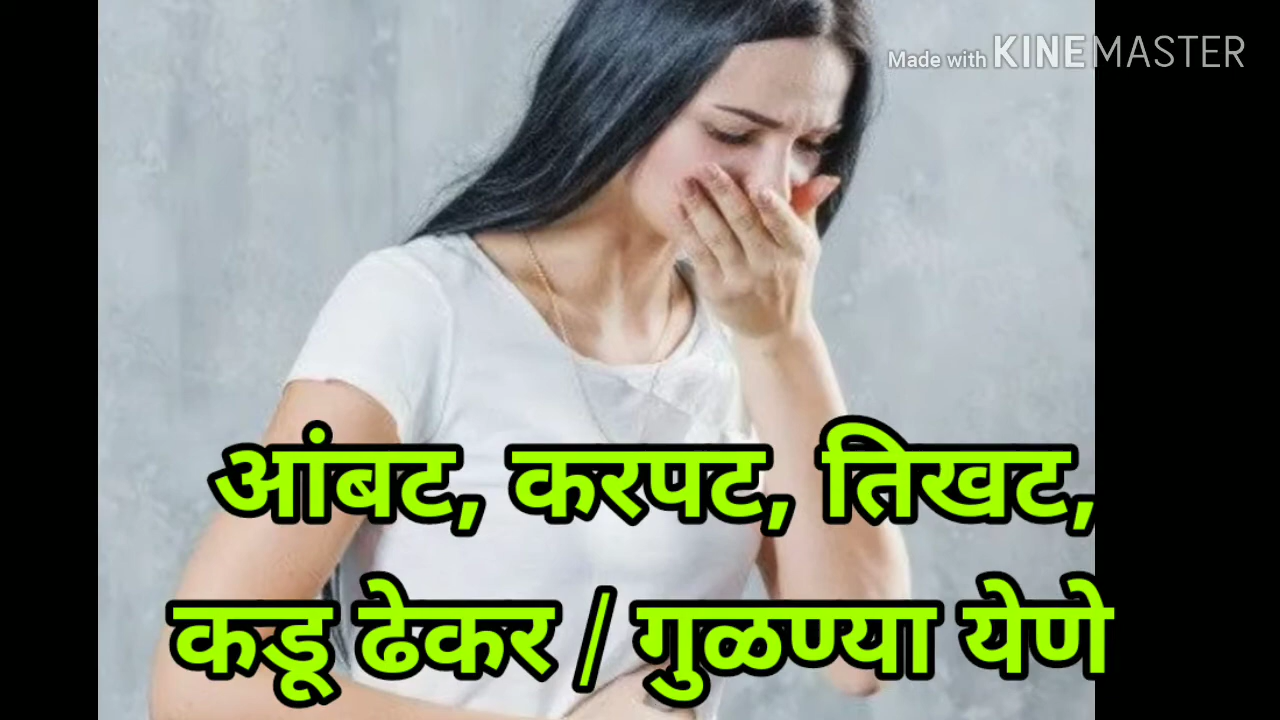 Made with KINEMASTER
आंबट, करपट, तिखट,
कडू ढेकर / गुळण्या येणे